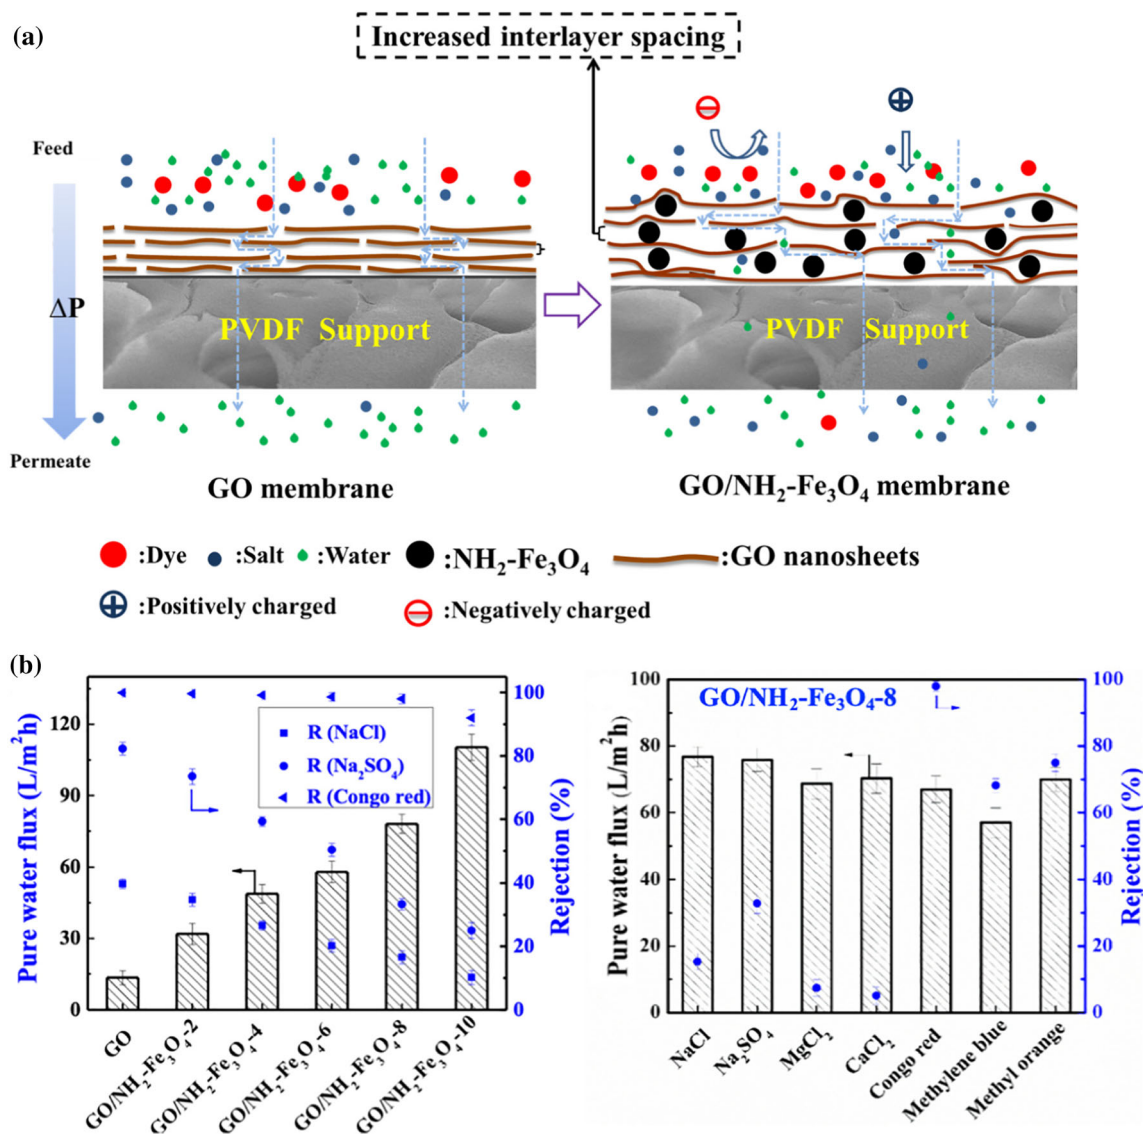 (a)
Increased interlayer spacing
Feed
ΔP
Permeate
PVDF Support
PVDF Support
GO membrane
GO/NH₂-Fe₃O₄ membrane
:Dye :Salt :Water :NH₂-Fe₃O₄ :GO nanosheets
:Positively charged :Negatively charged
(b)
Pure water flux (L/m²h)
120
90
60
30
0
R (NaCl)
R (Na₂SO₄)
R (Congo red)
100
80
60
40
20
0
Rejection (%)
GO
GO/NH₂-Fe₃O₄-2
GO/NH₂-Fe₃O₄-4
GO/NH₂-Fe₃O₄-6
GO/NH₂-Fe₃O₄-8
GO/NH₂-Fe₃O₄-10
Pure water flux (L/m²h)
100
80
60
40
20
0
GO/NH₂-Fe₃O₄-8
100
80
60
40
20
0
Rejection (%)
NaCl
Na₂SO₄
MgCl₂
CaCl₂
Congo red
Methylene blue
Methyl orange